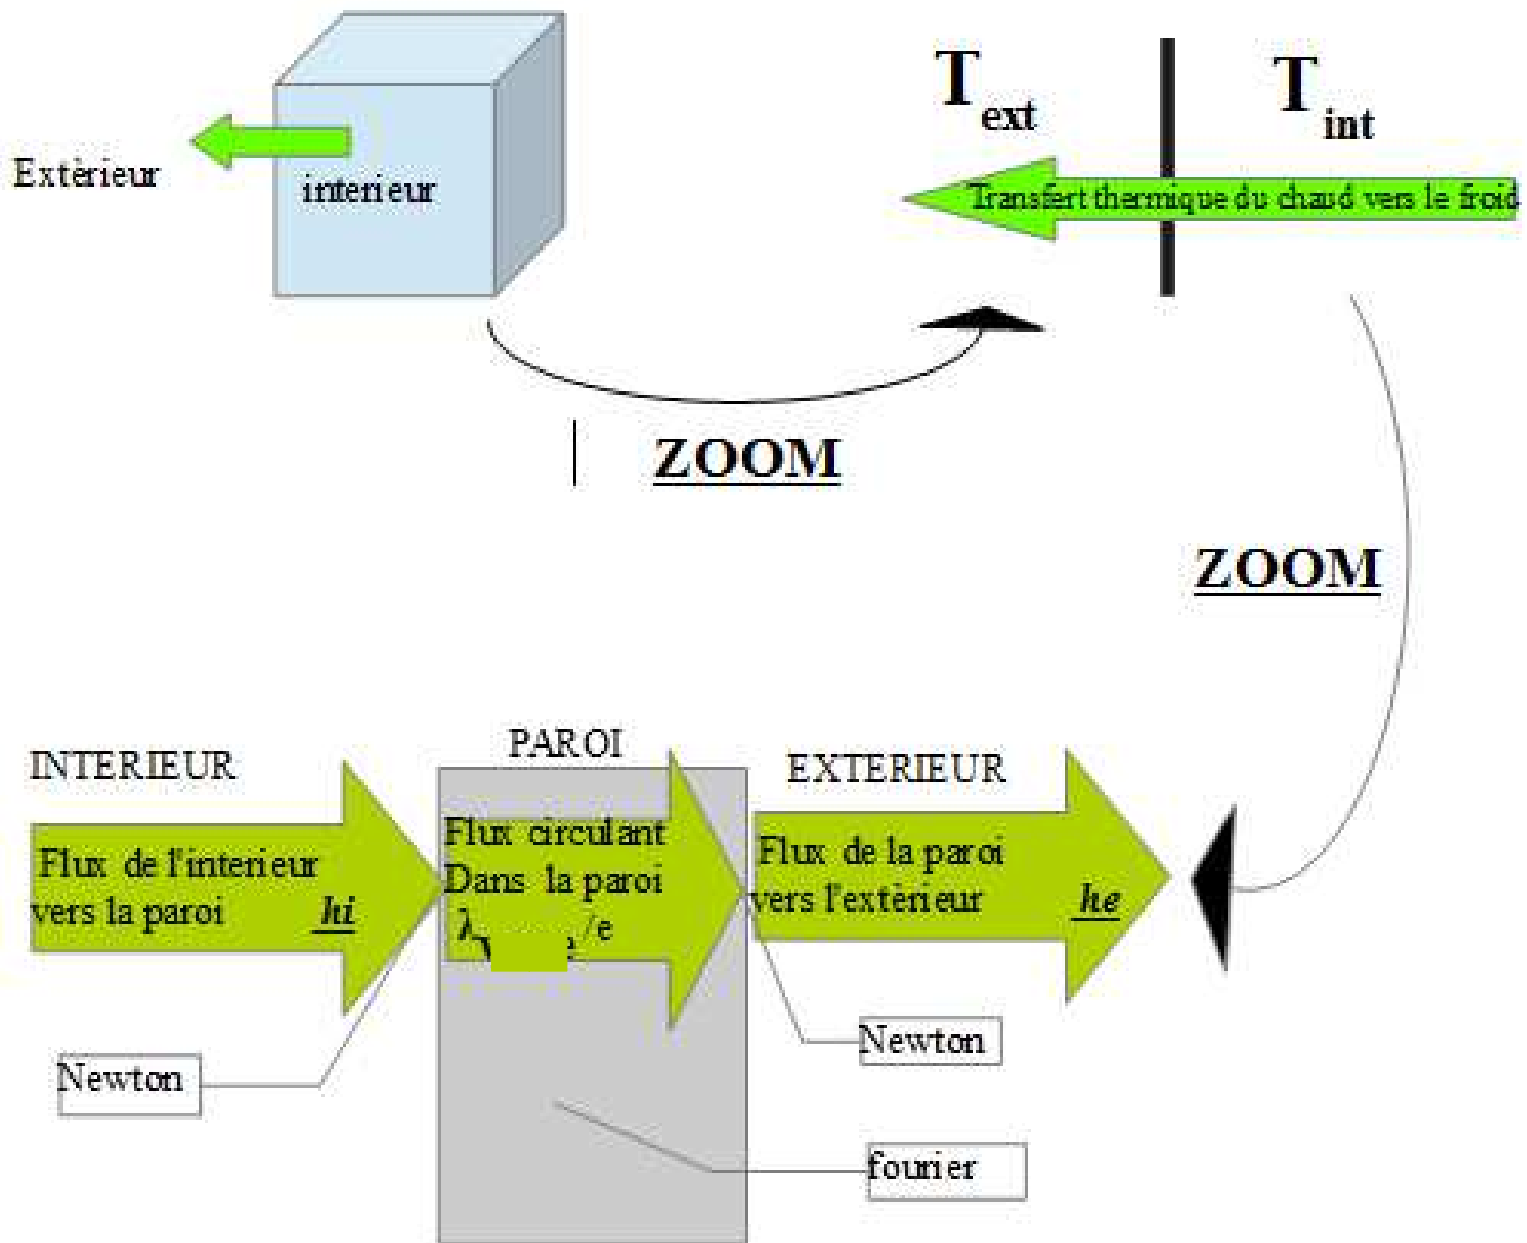 T ext
T int
Extèrieur
interieur
Transfert thermique du chaud vers le froid
ZOOM
ZOOM
INTERIEUR
PAROI
EXTERIEUR
Flux de l'interieur
vers la paroi hi
Flux circulant
Dans la paroi
λ /e
Flux de la paroi
vers l'extèrieur he
Newton
Newton
fourier